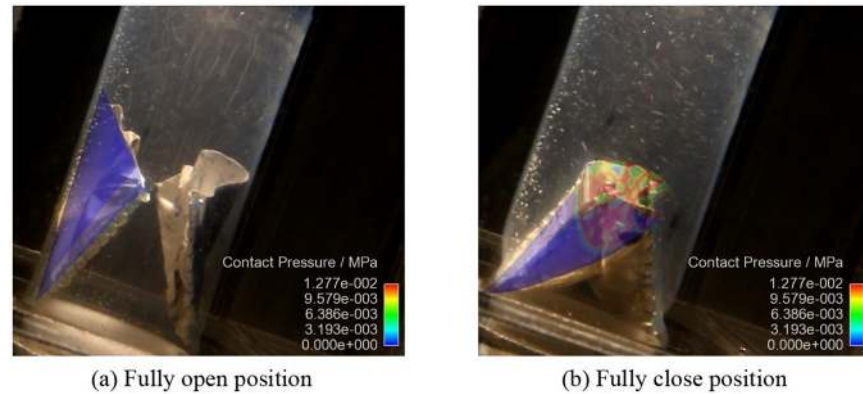 Contact Pressure / MPa
1.277e-002
9.579e-003
6.386e-003
3.193e-003
0.000e+000
(a) Fully open position
Contact Pressure / MPa
1.277e-002
9.579e-003
6.386e-003
3.193e-003
0.000e+000
(b) Fully close position